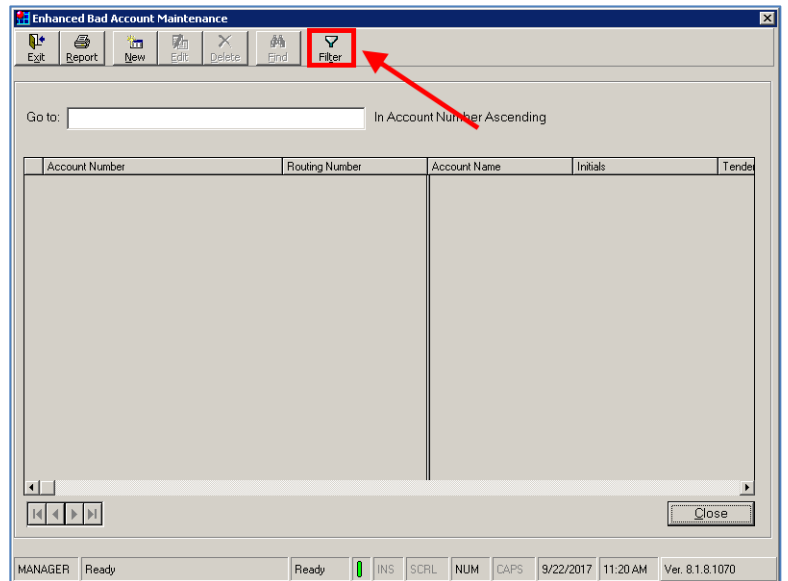 Enhanced Bad Account Maintenance
Exit Report New Edit Delete Find Filter
Go to: In Account Number Ascending
Account Number Routing Number Account Name Initials Tender
Close
MANAGER Ready Ready INS SCRL NUM CAPS 9/22/2017 11:20 AM Ver. 8.1.8.1070